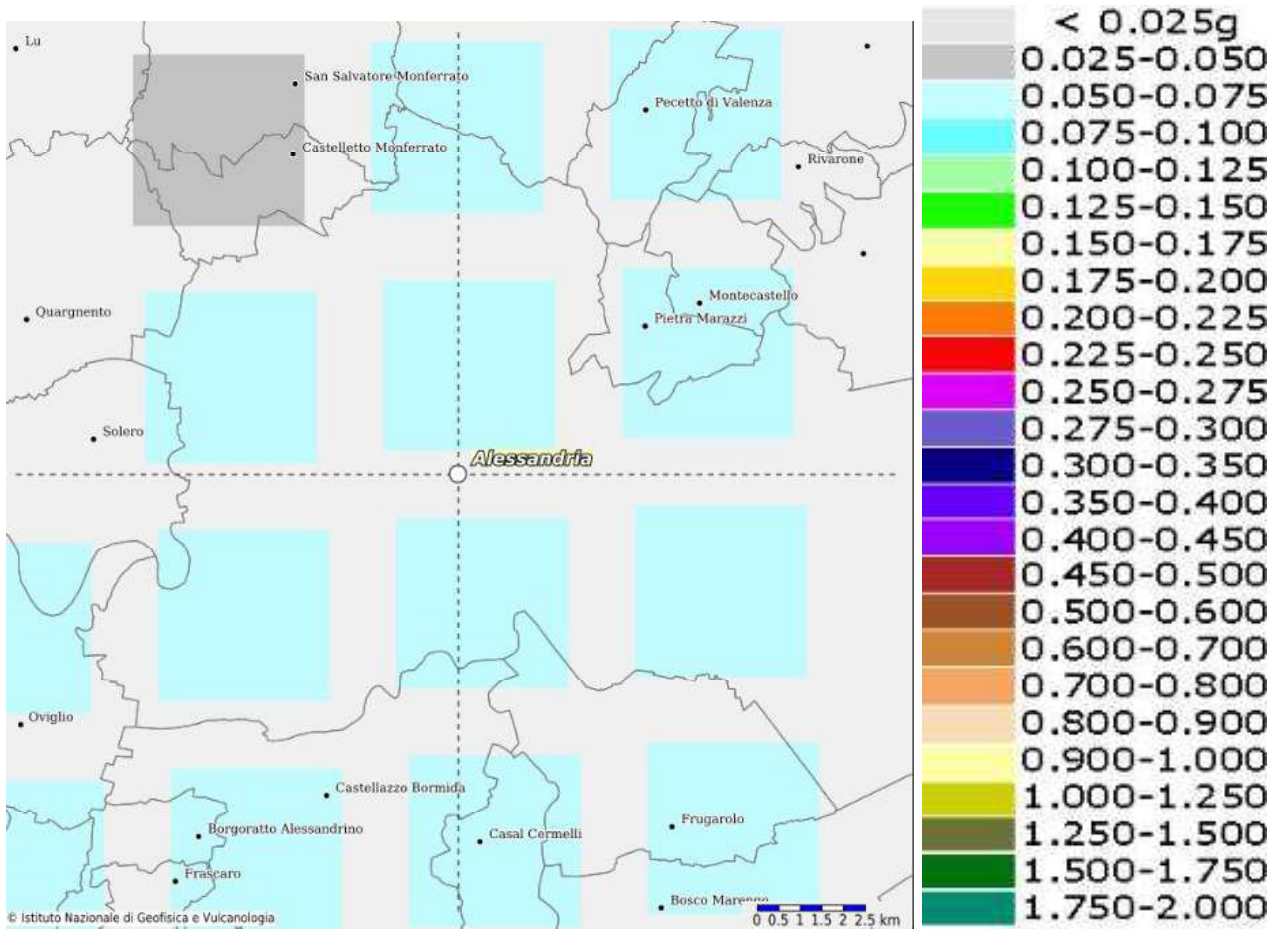 Lu
San Salvatore Monferrato
Pecetto di Valenza
Castelletto Monferrato
Rivarone
Quargnento
Montecastello
Pietra Marazzi
Solero
Alessandria
Oviglio
Castellazzo Bormida
Borgoratto Alessandrino
Casal Cermelli
Frugarolo
Frascaro
Bosco Marengo
© Istituto Nazionale di Geofisica e Vulcanologia
0 0.5 1 1.5 2 2.5 km
< 0.025g
0.025-0.050
0.050-0.075
0.075-0.100
0.100-0.125
0.125-0.150
0.150-0.175
0.175-0.200
0.200-0.225
0.225-0.250
0.250-0.275
0.275-0.300
0.300-0.350
0.350-0.400
0.400-0.450
0.450-0.500
0.500-0.600
0.600-0.700
0.700-0.800
0.800-0.900
0.900-1.000
1.000-1.250
1.250-1.500
1.500-1.750
1.750-2.000